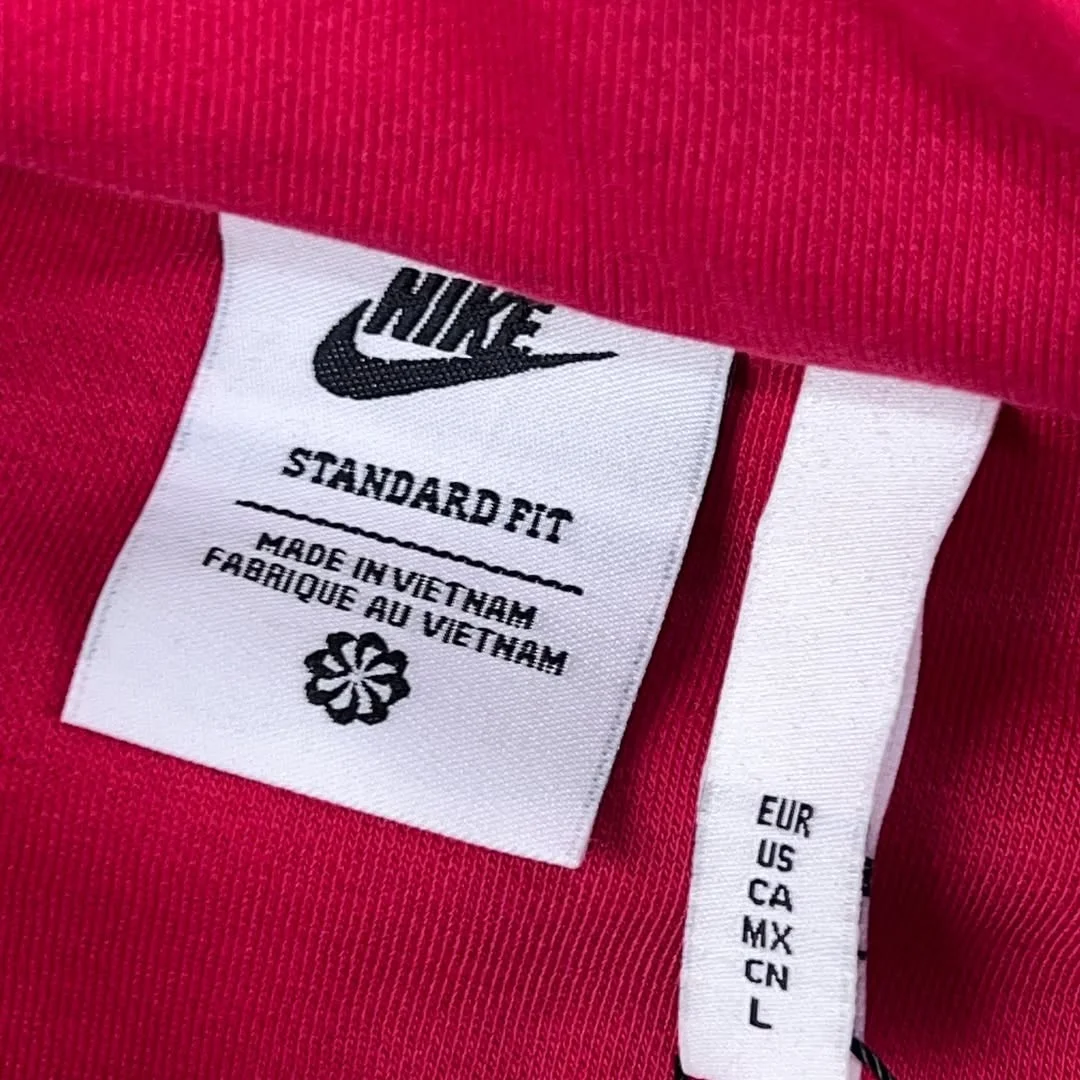 NIKE
STANDARD FIT
MADE IN VIETNAM
FABRIQUE AU VIETNAM
EUR
US
CA
MX
CN
L